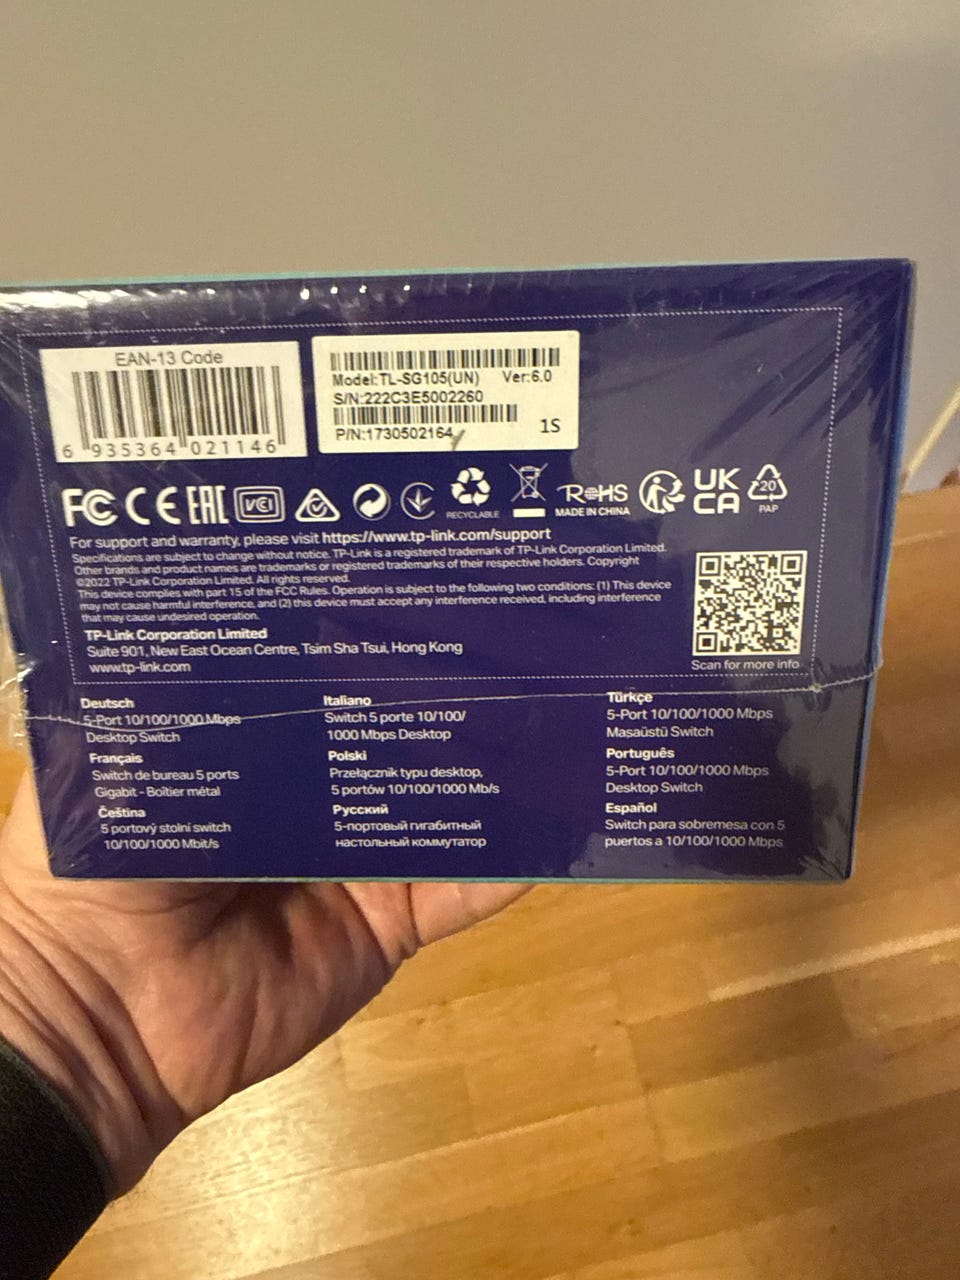 EAN-13 Code
6 935364 021146
Model:TL-SG105(UN) Ver:6.0
S/N:222C3E5002260
P/N:1730502164
1S
FC CE EAC VCI
RECYCLABLE
RoHS
MADE IN CHINA
UK
CA
20
PAP
For support and warranty, please visit https://www.tp-link.com/support
Specifications are subject to change without notice. TP-Link is a registered trademark of TP-Link Corporation Limited.
Other brands and product names are trademarks or registered trademarks of their respective holders. Copyright
©2022 TP-Link Corporation Limited. All rights reserved.
This device complies with part 15 of the FCC Rules. Operation is subject to the following two conditions: (1) This device
may not cause harmful interference, and (2) this device must accept any interference received, including interference
that may cause undesired operation.
TP-Link Corporation Limited
Suite 901, New East Ocean Centre, Tsim Sha Tsui, Hong Kong
www.tp-link.com
Scan for more info
Deutsch
5-Port 10/100/1000 Mbps
Desktop Switch
Français
Switch de bureau 5 ports
Gigabit - Boîtier métal
Čeština
5 portový stolní switch
10/100/1000 Mbit/s
Italiano
Switch 5 porte 10/100/
1000 Mbps Desktop
Polski
Przełącznik typu desktop,
5 portów 10/100/1000 Mb/s
Русский
5-портовый гигабитный
настольный коммутатор
Türkçe
5-Port 10/100/1000 Mbps
Masaüstü Switch
Português
5-Port 10/100/1000 Mbps
Desktop Switch
Español
Switch para sobremesa con 5
puertos a 10/100/1000 Mbps